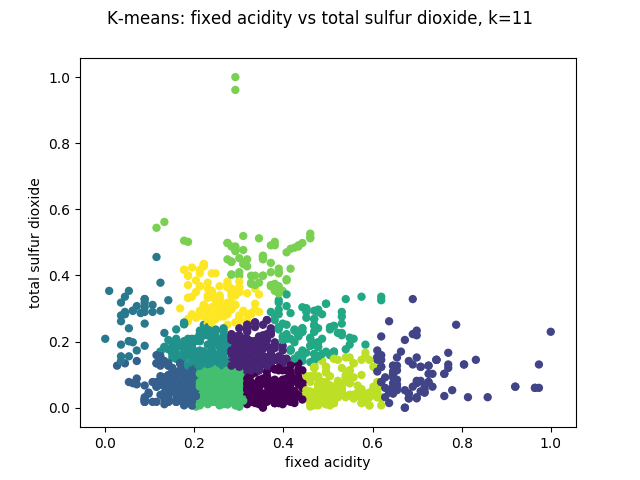 K-means: fixed acidity vs total sulfur dioxide, k=11
1.0
0.8
0.6
0.4
0.2
0.0
total sulfur dioxide
0.0 0.2 0.4 0.6 0.8 1.0
fixed acidity